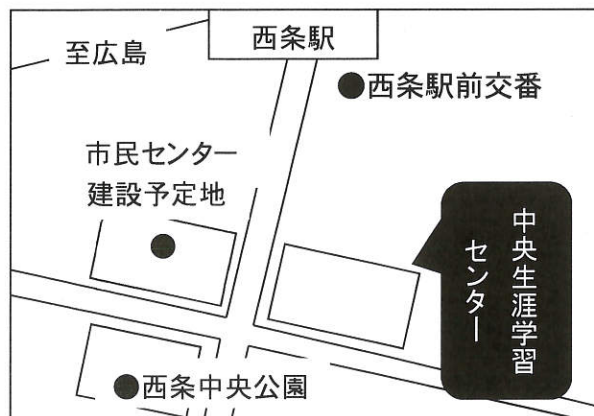 西条駅
至広島
●西条駅前交番
市民センター
建設予定地
中央生涯学習
センター
●西条中央公園